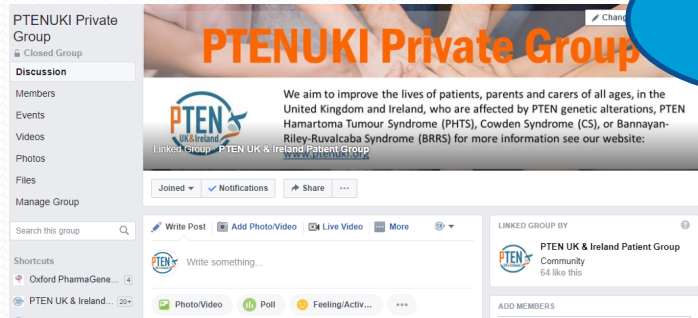 PTENUKI Private
Group
Closed Group
Discussion
Members
Events
Videos
Photos
Files
Manage Group
Search this group
Shortcuts
Oxford PharmaGene... 4
PTEN UK & Ireland... 20+
PTENUKI Private Group
We aim to improve the lives of patients, parents and carers of all ages, in the
United Kingdom and Ireland, who are affected by PTEN genetic alterations, PTEN
Hamartoma Tumour Syndrome (PHTS), Cowden Syndrome (CS), or Bannayan-
Riley-Ruvalcaba Syndrome (BRRS) for more information see our website:
www.ptenuki.org
PTEN
UK&Ireland
Linked Group · PTEN UK & Ireland Patient Group
Joined Notifications Share ...
Write Post Add Photo/Video Live Video More
PTEN
Write something...
Photo/Video Poll Feeling/Activ... ...
LINKED GROUP BY
PTEN
PTEN UK & Ireland Patient Group
Community
64 like this
ADD MEMBERS